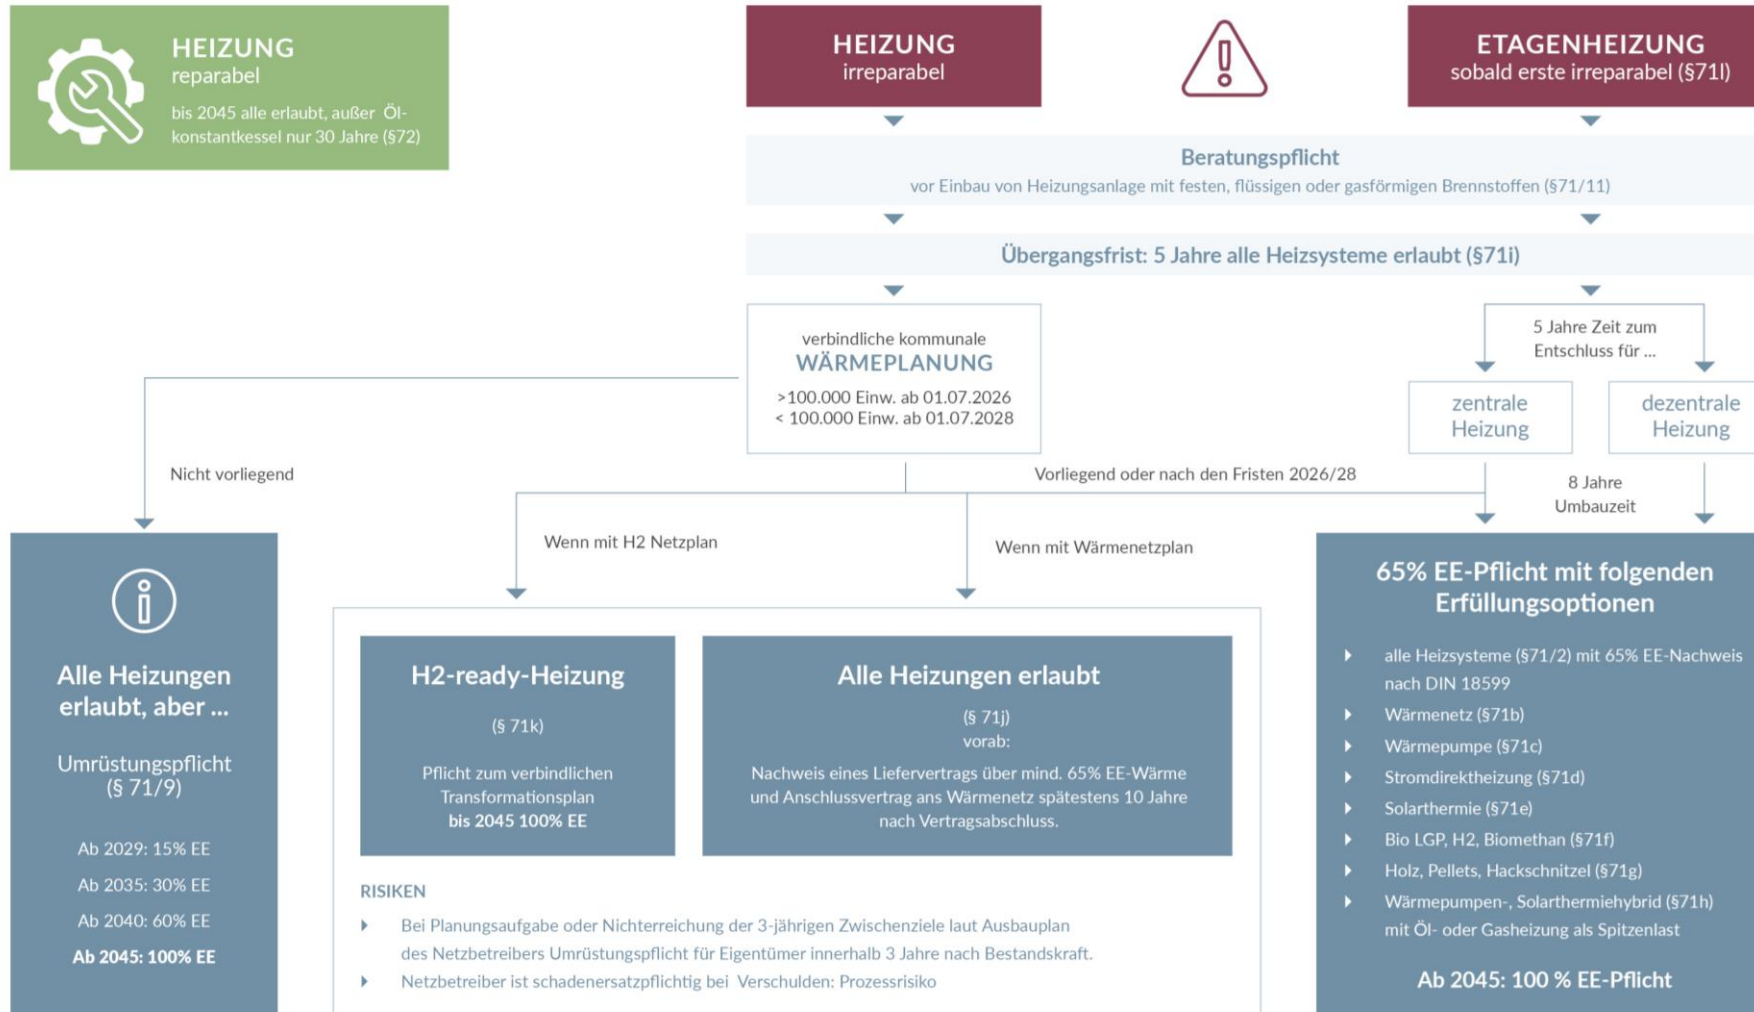 HEIZUNG
reparabel
bis 2045 alle erlaubt, außer Öl-
konstantkessel nur 30 Jahre (§72)
HEIZUNG
irreparabel
ETAGENHEIZUNG
sobald erste irreparabel (§71l)
Beratungspflicht
vor Einbau von Heizungsanlage mit festen, flüssigen oder gasförmigen Brennstoffen (§71/11)
Übergangsfrist: 5 Jahre alle Heizsysteme erlaubt (§71i)
verbindliche kommunale
WÄRMEPLANUNG
>100.000 Einw. ab 01.07.2026
< 100.000 Einw. ab 01.07.2028
5 Jahre Zeit zum
Entschluss für ...
zentrale
Heizung
dezentrale
Heizung
Nicht vorliegend
Vorliegend oder nach den Fristen 2026/28
8 Jahre
Umbauzeit
Wenn mit H2 Netzplan
Wenn mit Wärmenetzplan
Alle Heizungen
erlaubt, aber ...
Umrüstungspflicht
(§ 71/9)
Ab 2029: 15% EE
Ab 2035: 30% EE
Ab 2040: 60% EE
Ab 2045: 100% EE
H2-ready-Heizung
(§ 71k)
Pflicht zum verbindlichen
Transformationsplan
bis 2045 100% EE
Alle Heizungen erlaubt
(§ 71j)
vorab:
Nachweis eines Liefervertrags über mind. 65% EE-Wärme
und Anschlussvertrag ans Wärmenetz spätestens 10 Jahre
nach Vertragsabschluss.
RISIKEN
Bei Planungsaufgabe oder Nichterreichung der 3-jährigen Zwischenziele laut Ausbauplan
des Netzbetreibers Umrüstungspflicht für Eigentümer innerhalb 3 Jahre nach Bestandskraft.
Netzbetreiber ist schadenersatzpflichtig bei Verschulden: Prozessrisiko
65% EE-Pflicht mit folgenden
Erfüllungsoptionen
alle Heizsysteme (§71/2) mit 65% EE-Nachweis
nach DIN 18599
Wärmenetz (§71b)
Wärmepumpe (§71c)
Stromdirektheizung (§71d)
Solarthermie (§71e)
Bio LGP, H2, Biomethan (§71f)
Holz, Pellets, Hackschnitzel (§71g)
Wärmepumpen-, Solarthermiehybrid (§71h)
mit Öl- oder Gasheizung als Spitzenlast
Ab 2045: 100 % EE-Pflicht